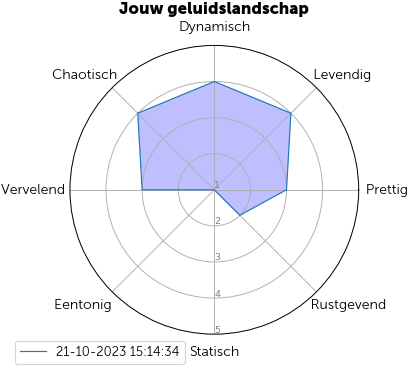 Jouw geluidslandschap
Dynamisch
Chaotisch
Levendig
Vervelend
1
Prettig
2
3
4
Eentonig
Rustgevend
5
21-10-2023 15:14:34
Statisch